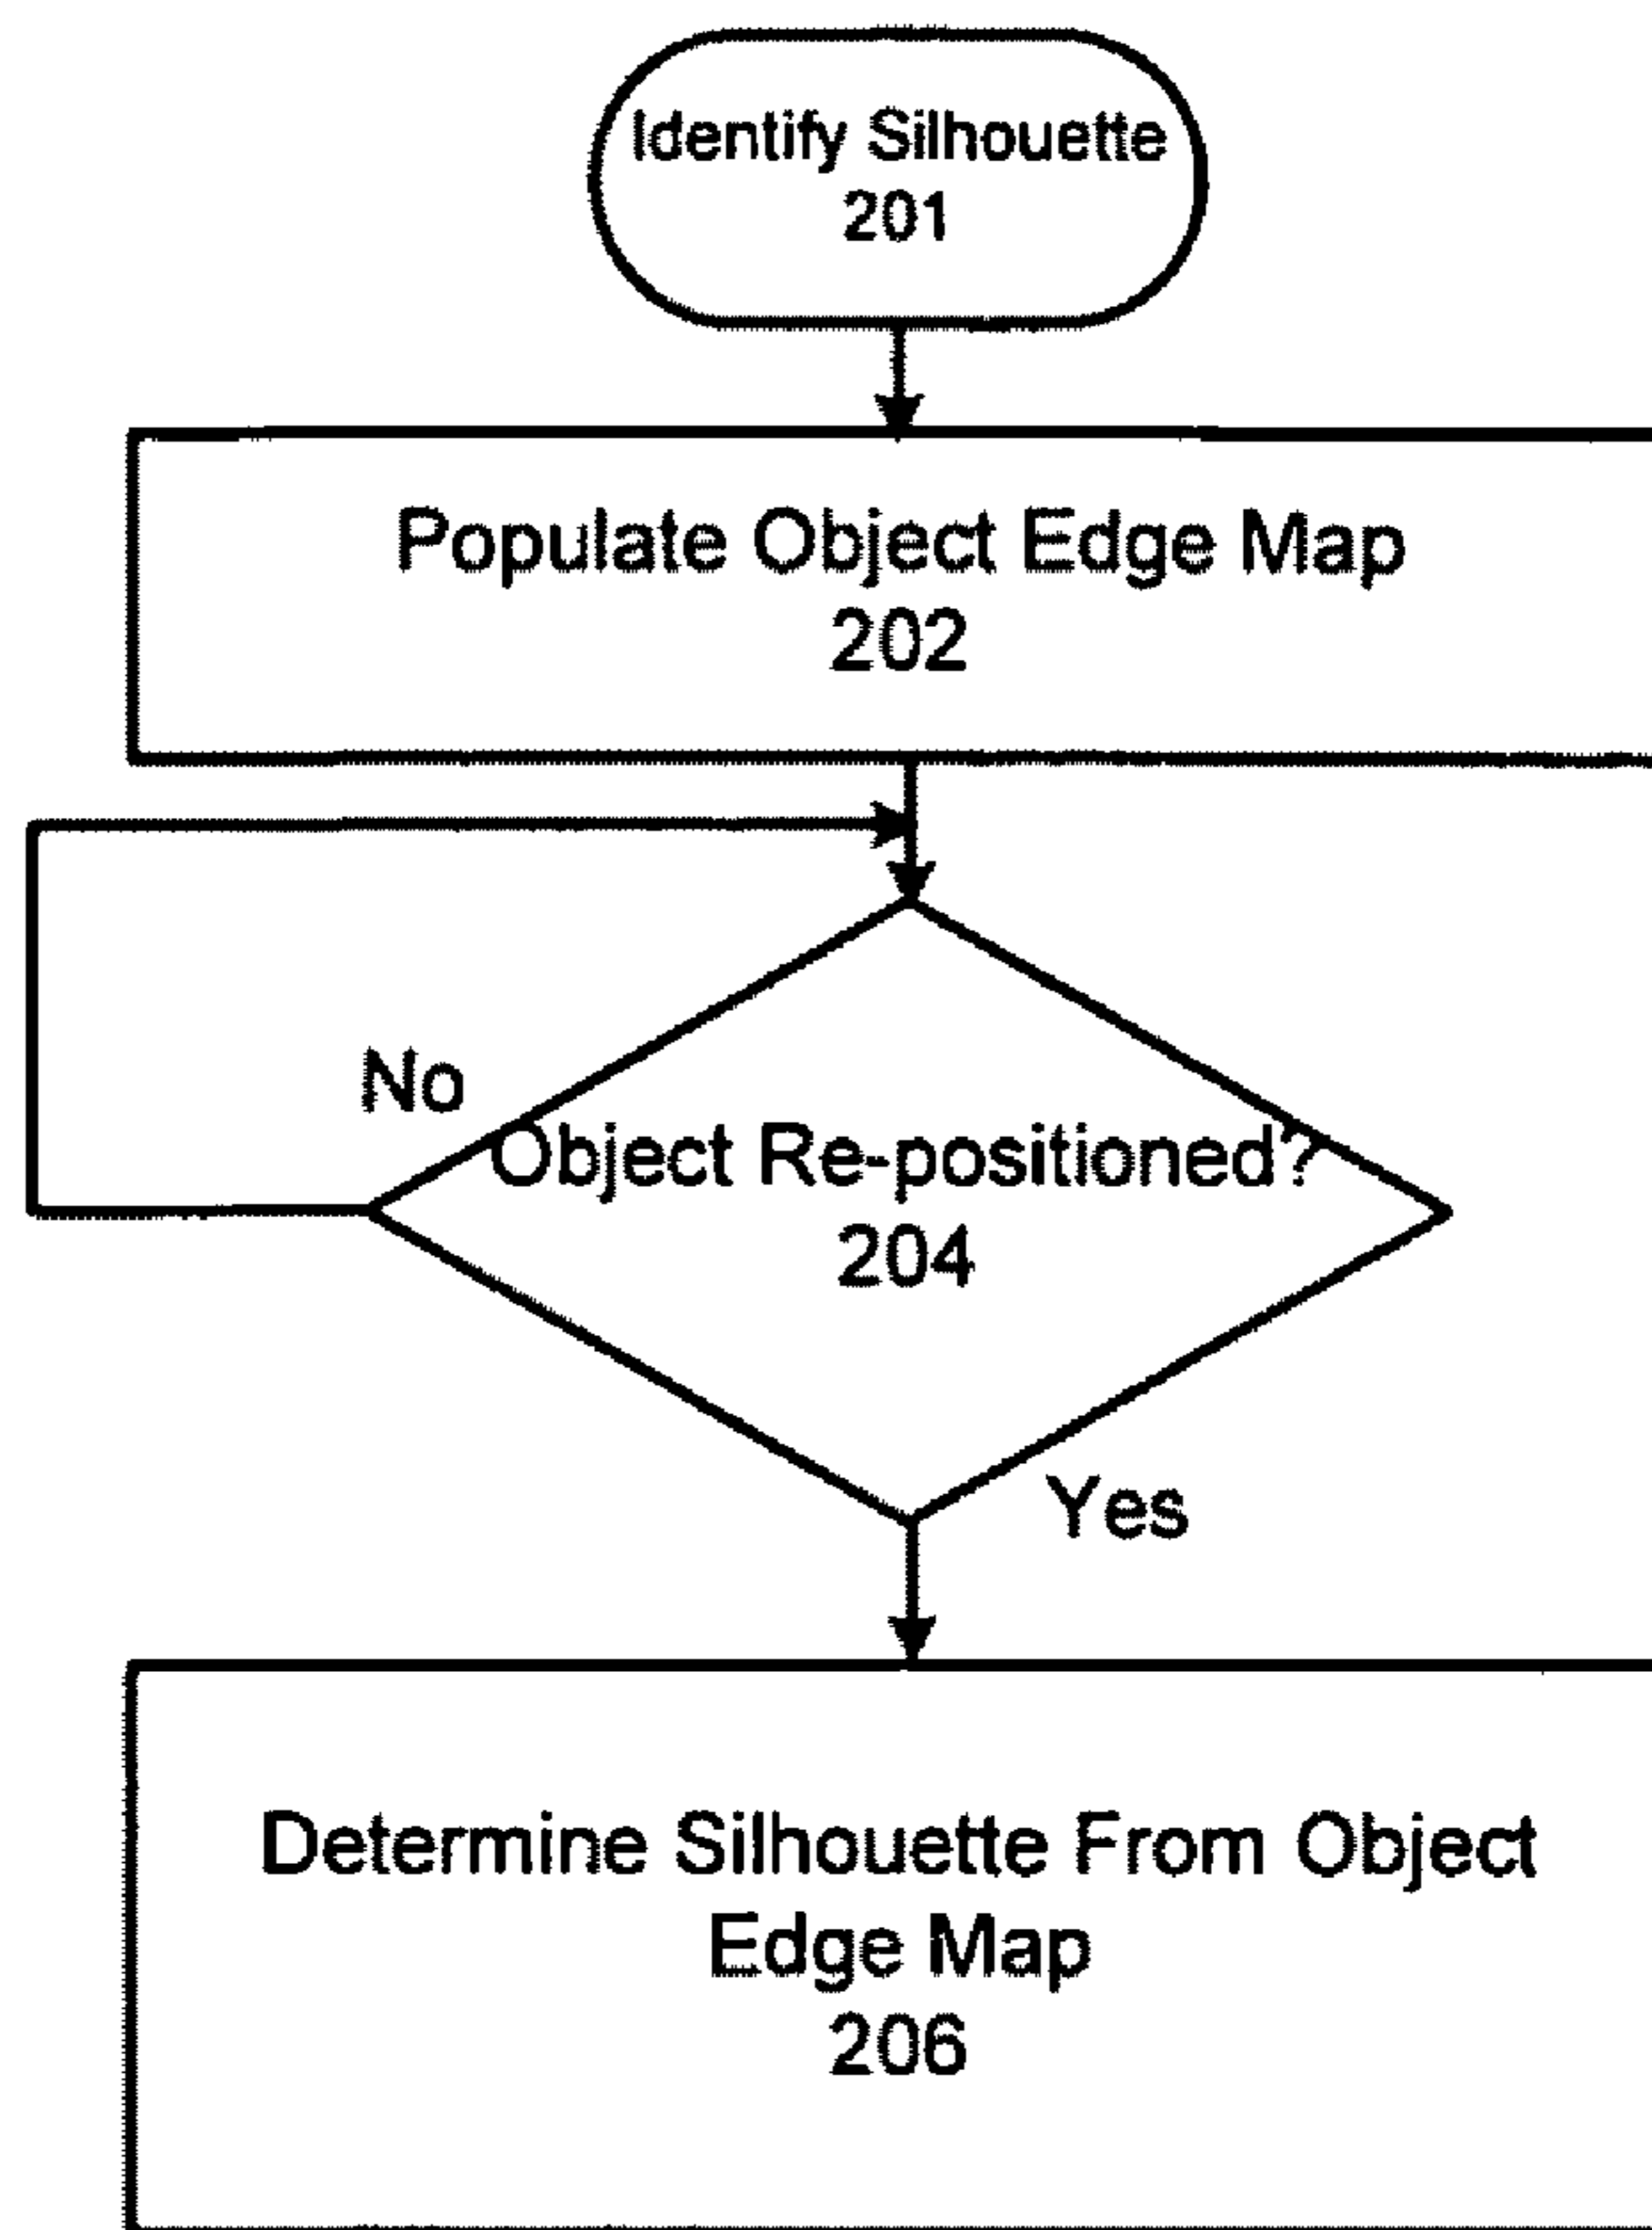 Identify Silhouette
201
Populate Object Edge Map
202
No
Object Re-positioned?
204
Yes
Determine Silhouette From Object
Edge Map
206